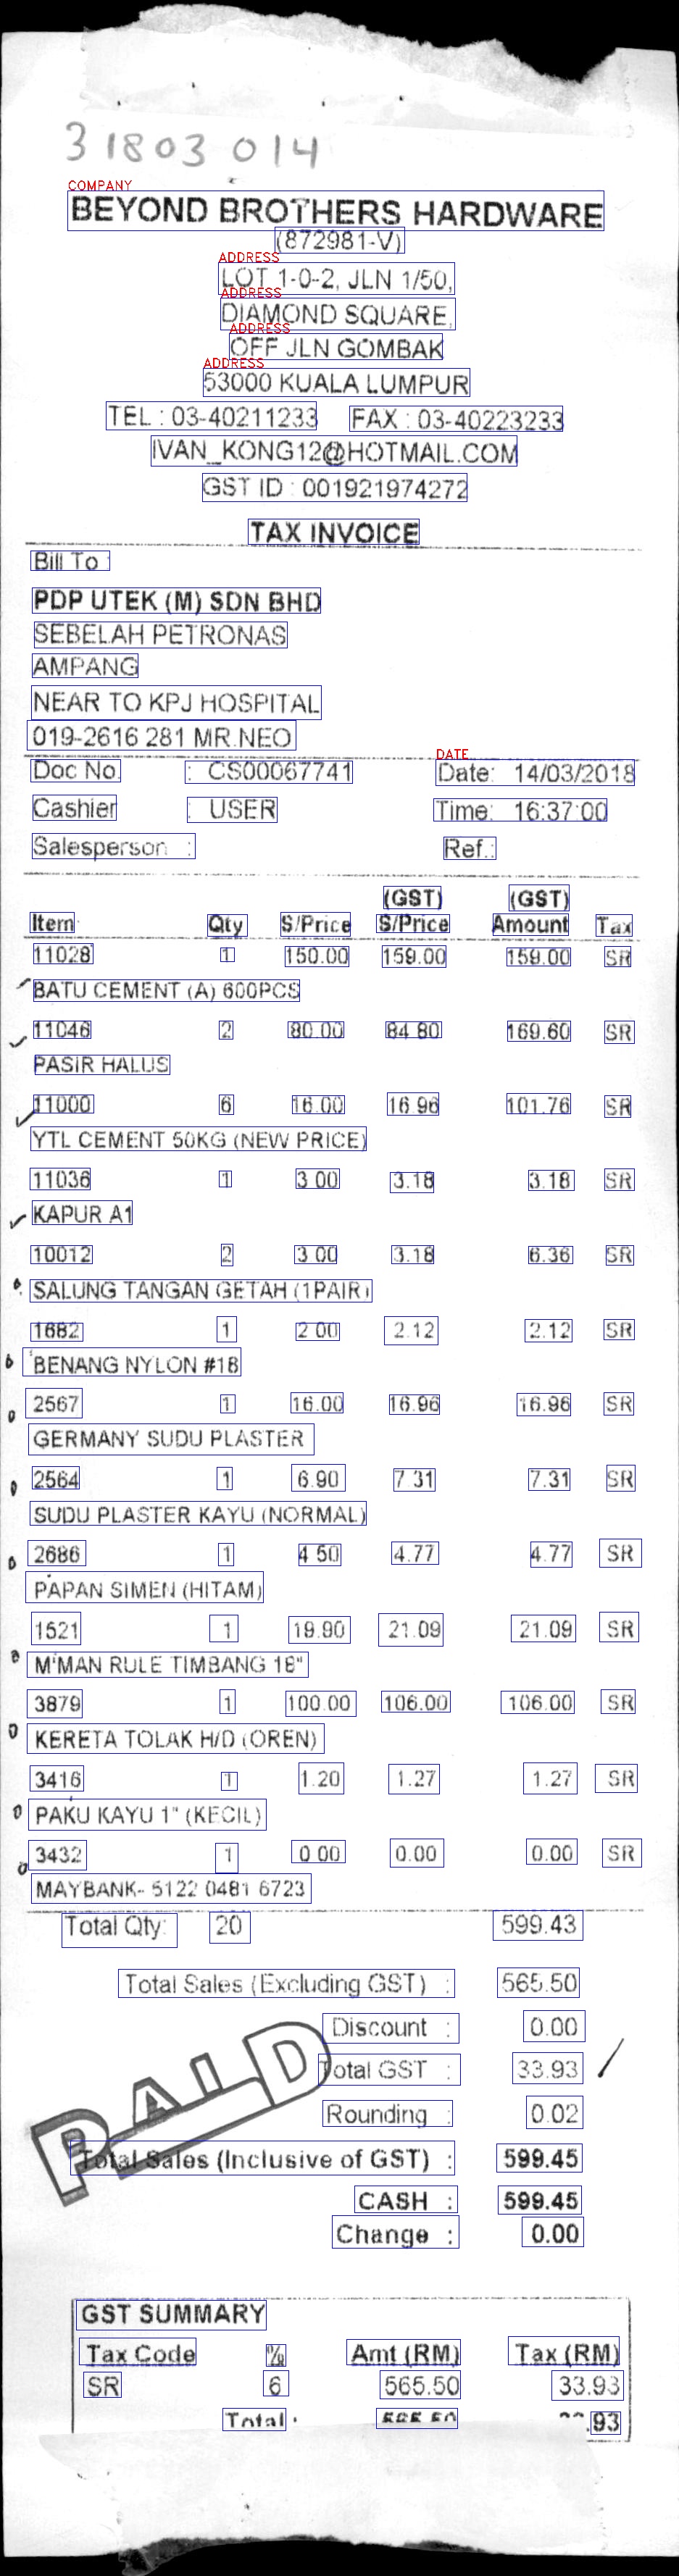 31803 014
COMPANY
BEYOND BROTHERS HARDWARE
(872981-V)
ADDRESS
LOT 1-0-2, JLN 1/50,
ADDRESS
DIAMOND SQUARE,
ADDRESS
OFF JLN GOMBAK
ADDRESS
53000 KUALA LUMPUR
TEL : 03-40211233 FAX : 03-40223233
IVAN_KONG12@HOTMAIL.COM
GST ID : 001921974272
TAX INVOICE
Bill To :
PDP UTEK (M) SDN BHD
SEBELAH PETRONAS
AMPANG
NEAR TO KPJ HOSPITAL
019-2616 281 MR.NEO
DATE
Doc No. : CS00067741 Date: 14/03/2018
Cashier : USER Time: 16:37:00
Salesperson : Ref.:
(GST) (GST)
Item Qty S/Price S/Price Amount Tax
11028 1 150.00 159.00 159.00 SR
BATU CEMENT (A) 600PCS
11046 2 80.00 84.80 169.60 SR
PASIR HALUS
11000 6 16.00 16.96 101.76 SR
YTL CEMENT 50KG (NEW PRICE)
11036 1 3.00 3.18 3.18 SR
KAPUR A1
10012 2 3.00 3.18 6.36 SR
SALUNG TANGAN GETAH (1PAIR)
1682 1 2.00 2.12 2.12 SR
BENANG NYLON #18
2567 1 16.00 16.96 16.96 SR
GERMANY SUDU PLASTER
2564 1 6.90 7.31 7.31 SR
SUDU PLASTER KAYU (NORMAL)
2686 1 4.50 4.77 4.77 SR
PAPAN SIMEN (HITAM)
1521 1 19.90 21.09 21.09 SR
M'MAN RULE TIMBANG 18"
3879 1 100.00 106.00 106.00 SR
KERETA TOLAK H/D (OREN)
3416 1 1.20 1.27 1.27 SR
PAKU KAYU 1" (KECIL)
3432 1 0.00 0.00 0.00 SR
MAYBANK- 5122 0481 6723
Total Qty: 20 599.43
Total Sales (Excluding GST) : 565.50
Discount : 0.00
Total GST : 33.93
Rounding : 0.02
PAID
Total Sales (Inclusive of GST) : 599.45
CASH : 599.45
Change : 0.00
GST SUMMARY
Tax Code % Amt (RM) Tax (RM)
SR 6 565.50 33.93
Total : 565.50 .93